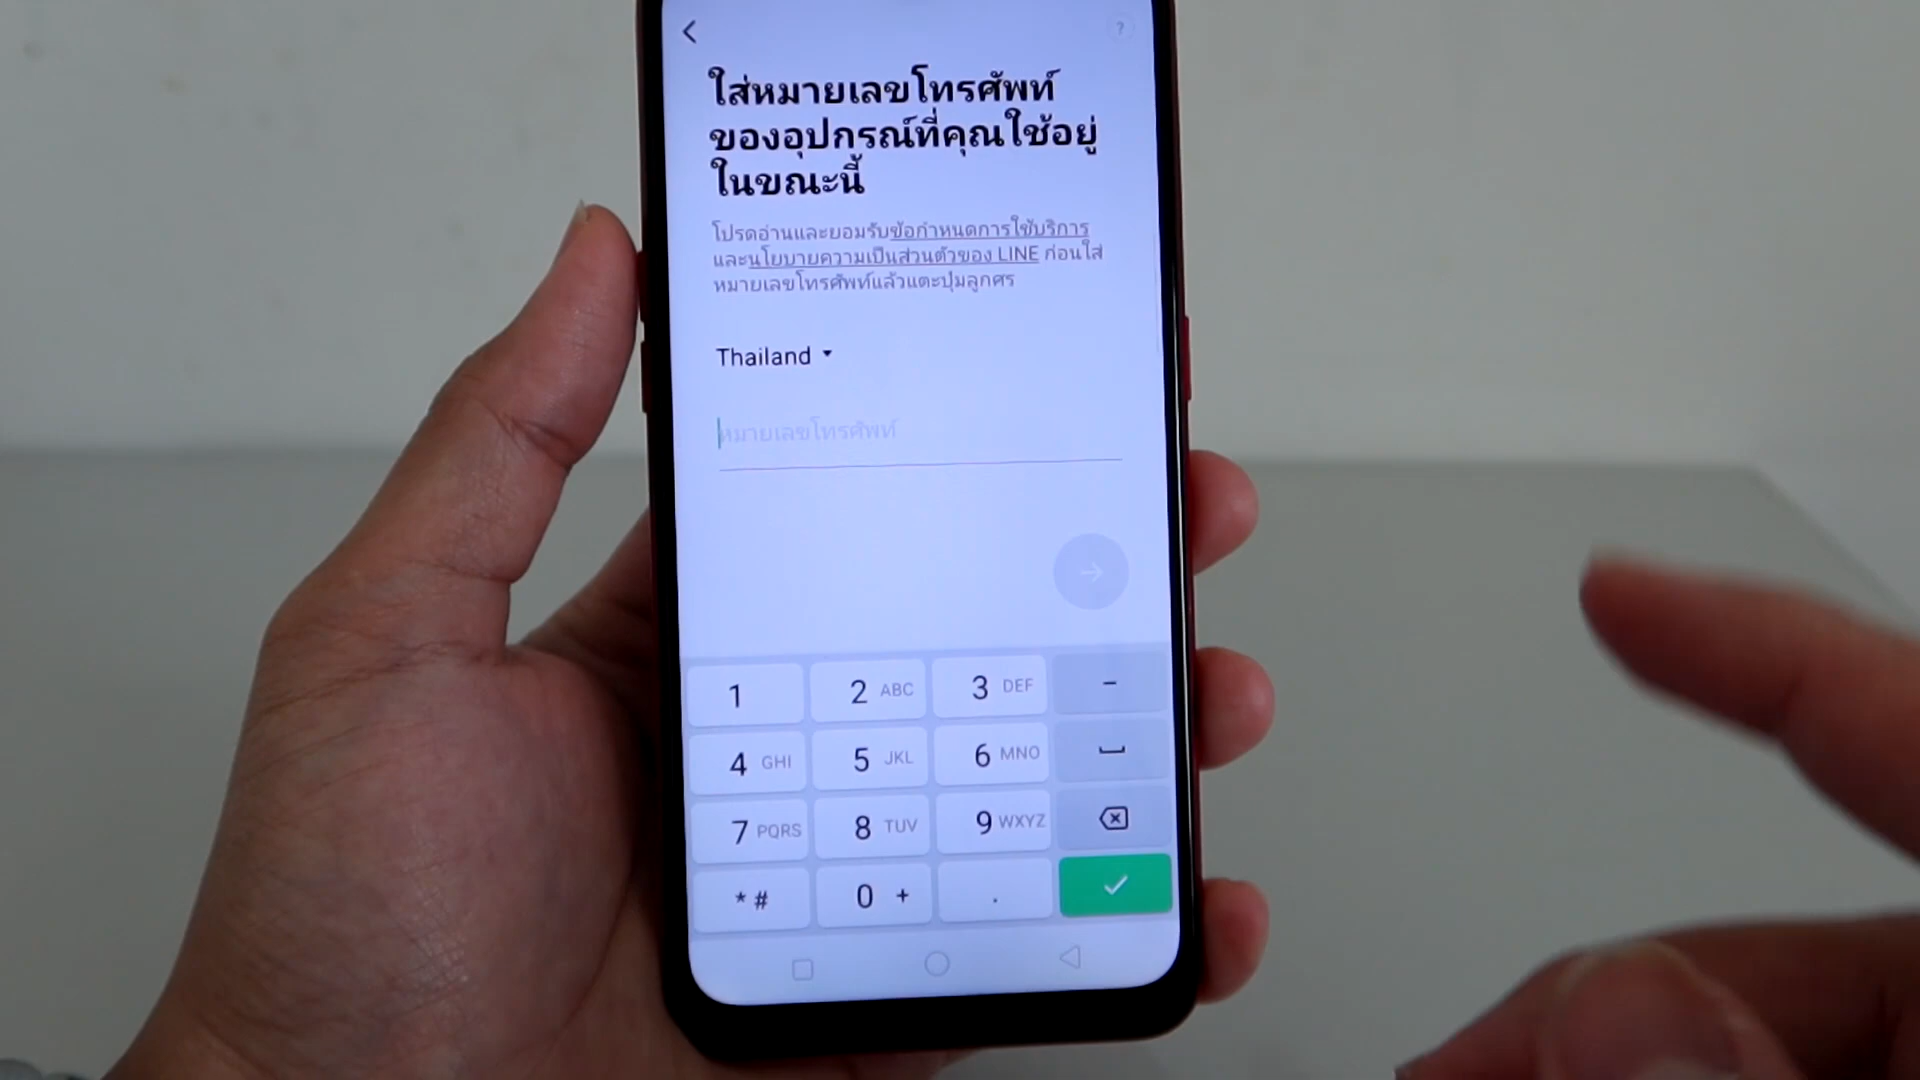 ?
ใส่หมายเลขโทรศัพท์
ของอุปกรณ์ที่คุณใช้อยู่
ในขณะนี้
โปรดอ่านและยอมรับข้อกำหนดการใช้บริการ
และนโยบายความเป็นส่วนตัวของ LINE ก่อนใส่
หมายเลขโทรศัพท์แล้วแตะปุ่มลูกศร
Thailand
หมายเลขโทรศัพท์
1 2 ABC 3 DEF -
4 GHI 5 JKL 6 MNO
7 PQRS 8 TUV 9 WXYZ
* # 0 + .